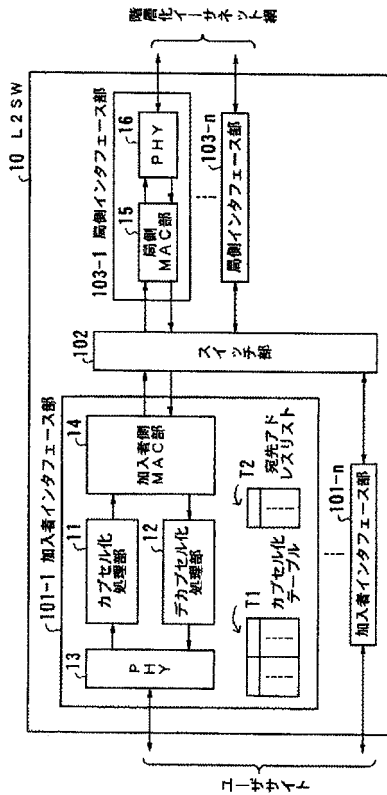 10 L2SW
ユーザサイト
101-1 加入者インタフェース部
13
PHY
11
カプセル化
処理部
12
デカプセル化
処理部
14
加入者側
MAC部
T1
カプセル化
テーブル
T2
宛先アド
レスリスト
101-n
加入者インタフェース部
102
スイッチ部
103-1 局側インタフェース部
15
局側
MAC部
16
PHY
103-n
局側インタフェース部
階層化イーサネット網